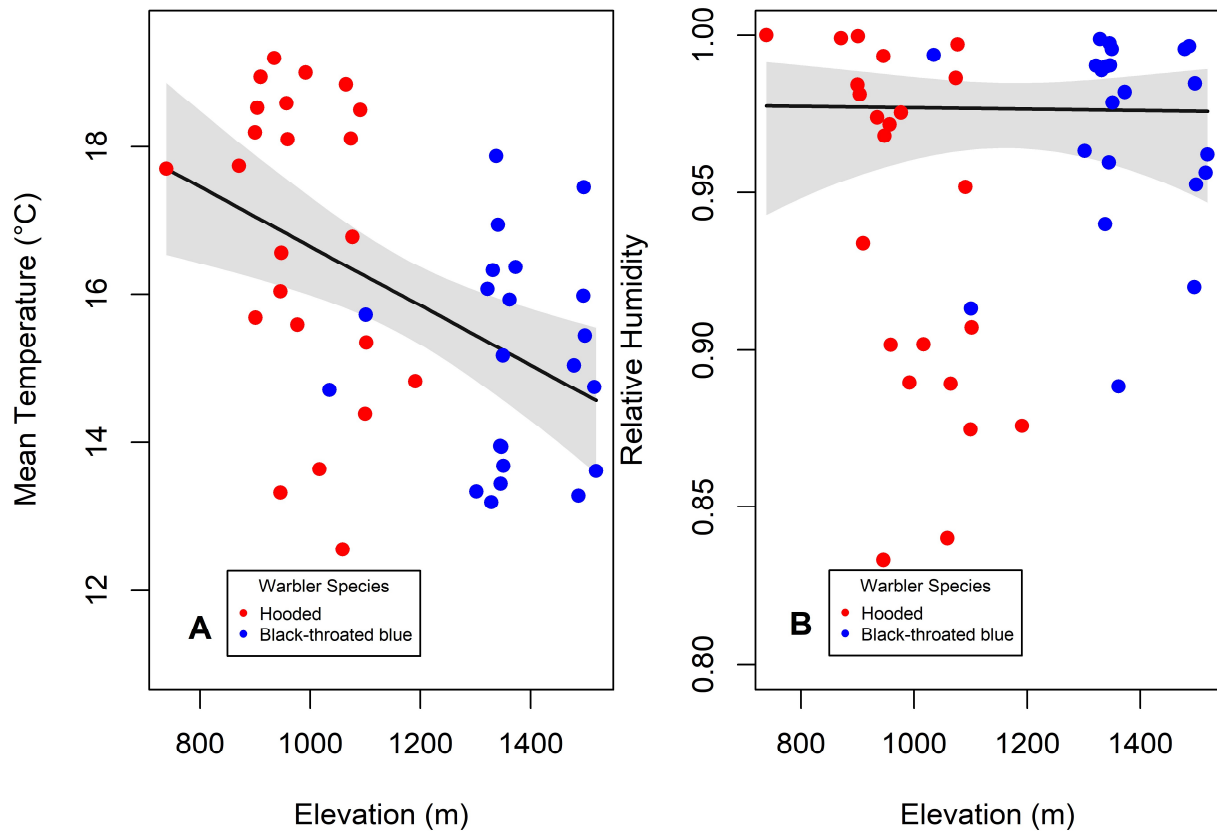 Mean Temperature (°C)
18
16
14
12
800
1000
1200
1400
Elevation (m)
A
Warbler Species
Hooded
Black-throated blue
Relative Humidity
1.00
0.95
0.90
0.85
0.80
800
1000
1200
1400
Elevation (m)
B
Warbler Species
Hooded
Black-throated blue